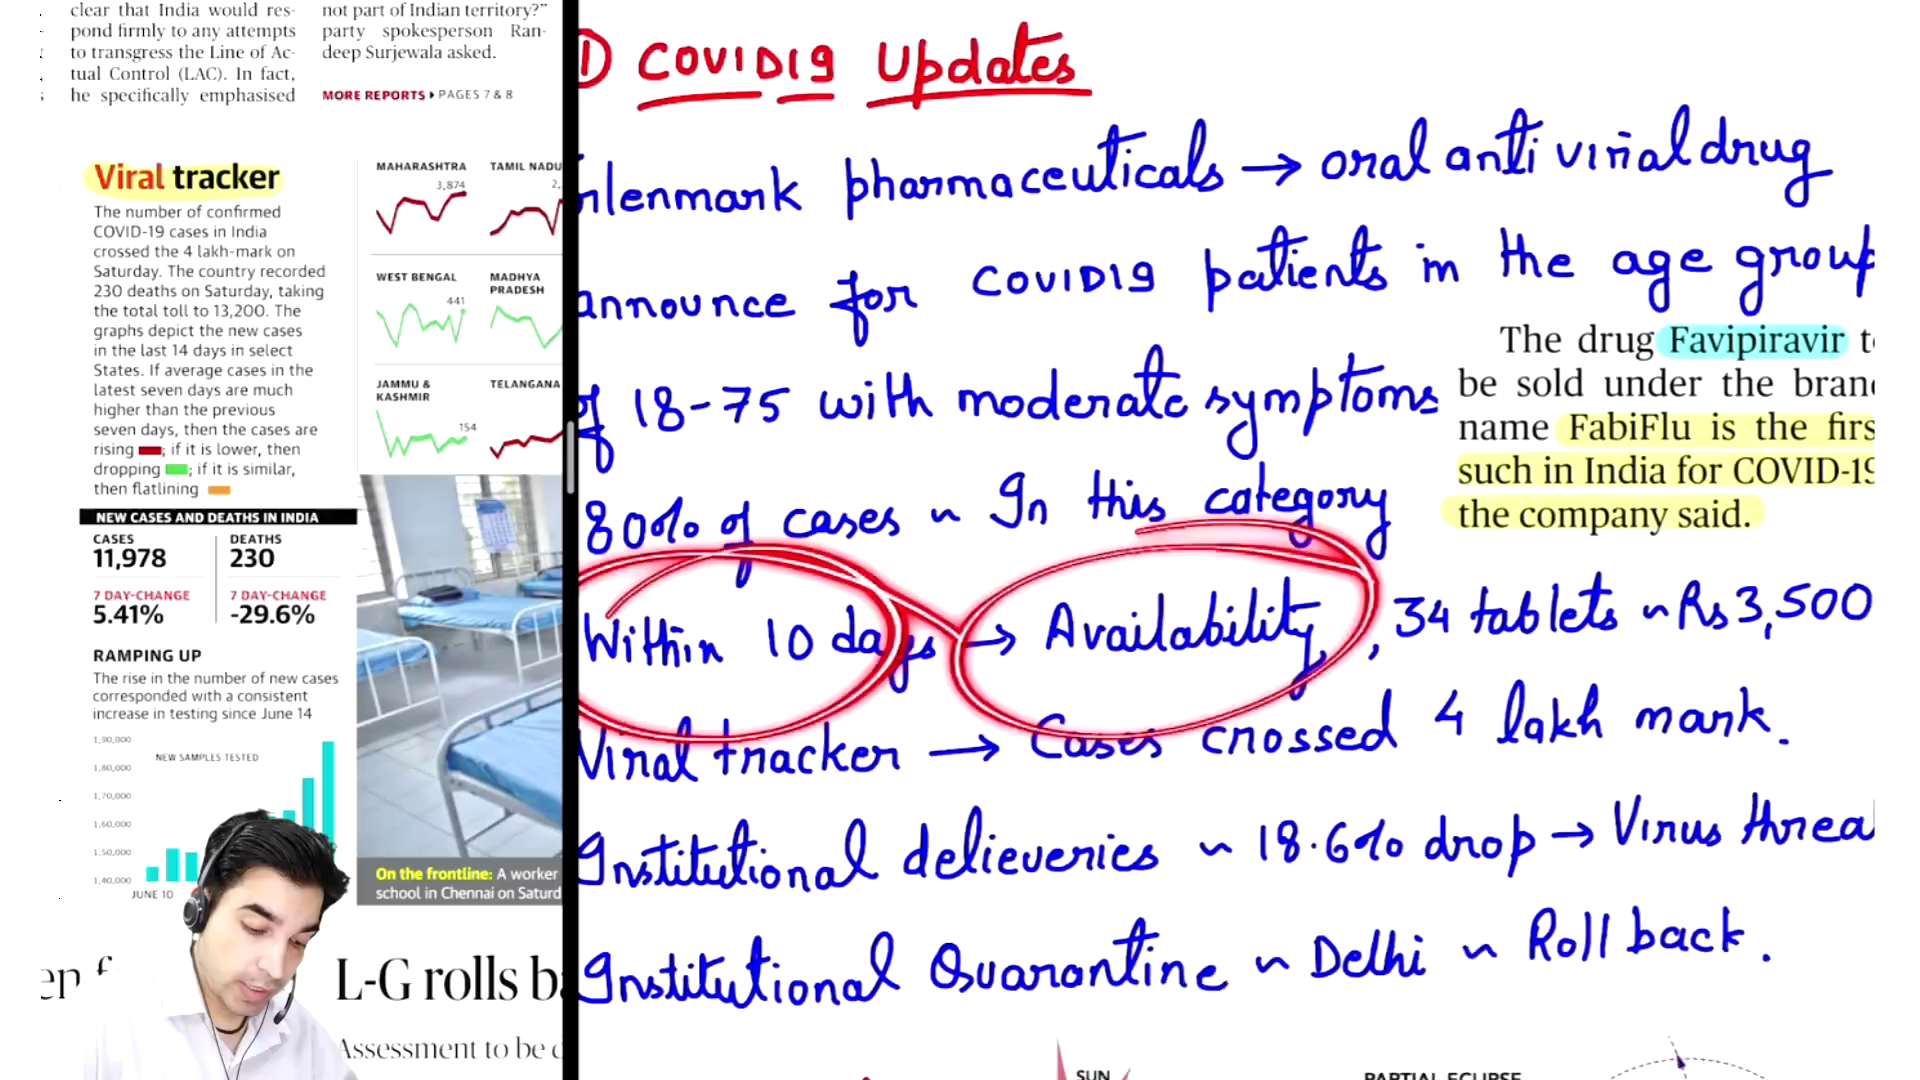 clear that India would res-
pond firmly to any attempts
to transgress the Line of Ac-
tual Control (LAC). In fact,
he specifically emphasised
not part of Indian territory?"
party spokesperson Ran-
deep Surjewala asked.
MORE REPORTS PAGES 7 & 8
Viral tracker
The number of confirmed
COVID-19 cases in India
crossed the 4 lakh-mark on
Saturday. The country recorded
230 deaths on Saturday, taking
the total toll to 13,200. The
graphs depict the new cases
in the last 14 days in select
States. If average cases in the
latest seven days are much
higher than the previous
seven days, then the cases are
rising ; if it is lower, then
dropping ; if it is similar,
then flatlining
MAHARASHTRA
3,874
TAMIL NADU
2,
WEST BENGAL
441
MADHYA
PRADESH
JAMMU &
KASHMIR
154
TELANGANA
NEW CASES AND DEATHS IN INDIA
CASES
11,978
7 DAY-CHANGE
5.41%
DEATHS
230
7 DAY-CHANGE
-29.6%
RAMPING UP
The rise in the number of new cases
corresponded with a consistent
increase in testing since June 14
NEW SAMPLES TESTED
1,90,000
1,80,000
1,70,000
1,60,000
1,50,000
1,40,000
JUNE 10
On the frontline: A worker
school in Chennai on Saturd
L-G rolls b
Assessment to be
1) COVID19 Updates
Glenmark pharmaceuticals → oral anti viral drug
announce for COVID19 patients in the age group
of 18-75 with moderate symptoms
80% of cases ~ In this category
Within 10 days → Availability, 34 tablets ~ Rs 3,500
Viral tracker → Cases crossed 4 lakh mark.
Institutional delieveries ~ 18.6% drop → Virus threa
Institutional Quarantine ~ Delhi ~ Roll back.
The drug Favipiravir t
be sold under the bran
name FabiFlu is the firs
such in India for COVID-19
the company said.
SUN
PARTIAL ECLIPSE